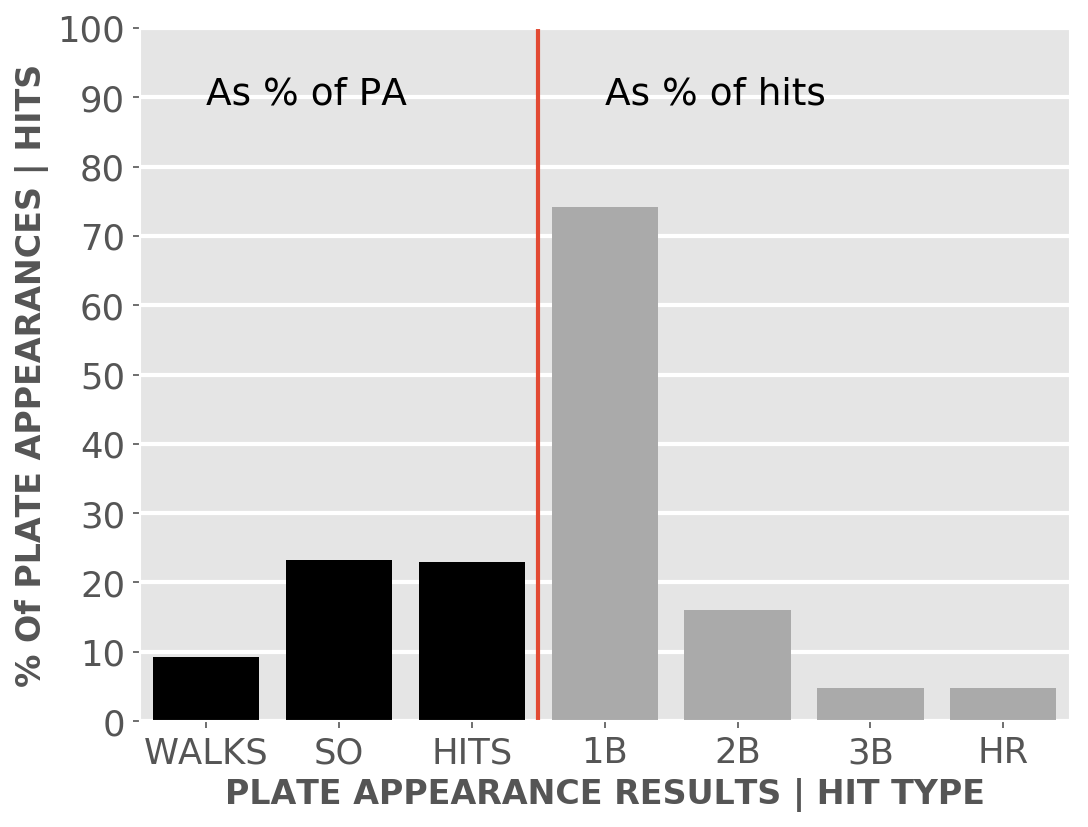 % Of PLATE APPEARANCES | HITS
100
90
80
70
60
50
40
30
20
10
0
As % of PA
As % of hits
WALKS SO HITS 1B 2B 3B HR
PLATE APPEARANCE RESULTS | HIT TYPE